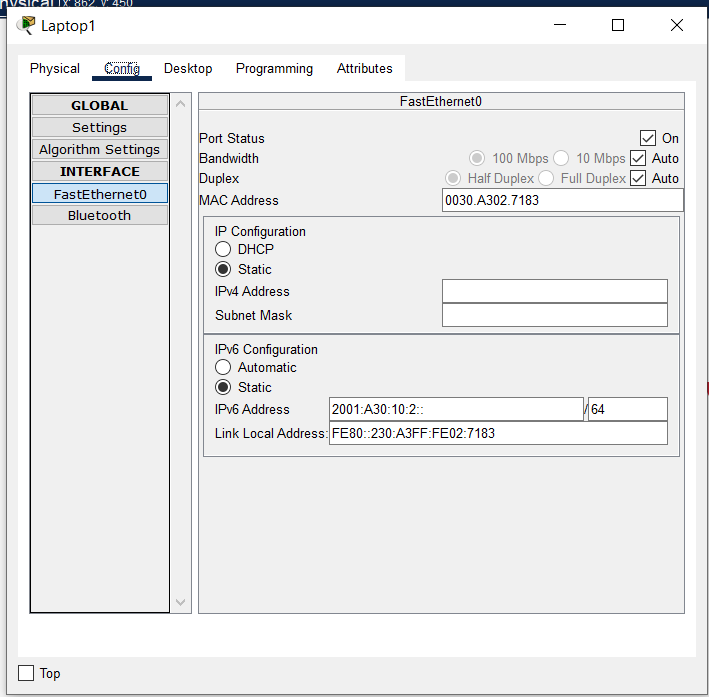 Physical (x: 862, y: 450
Laptop1
Physical Config Desktop Programming Attributes
GLOBAL
Settings
Algorithm Settings
INTERFACE
FastEthernet0
Bluetooth
FastEthernet0
Port Status On
Bandwidth 100 Mbps 10 Mbps Auto
Duplex Half Duplex Full Duplex Auto
MAC Address 0030.A302.7183
IP Configuration
DHCP
Static
IPv4 Address
Subnet Mask
IPv6 Configuration
Automatic
Static
IPv6 Address 2001:A30:10:2:: / 64
Link Local Address: FE80::230:A3FF:FE02:7183
Top